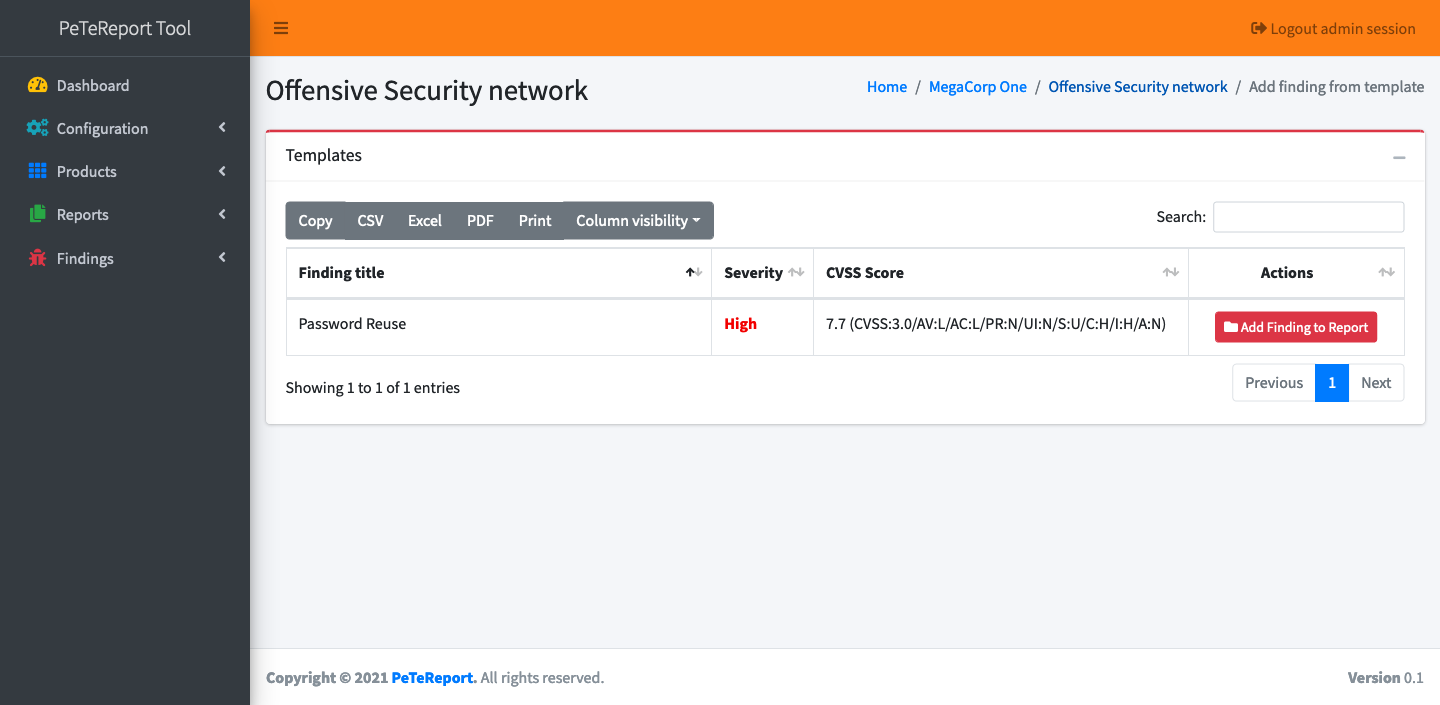 PeTeReport Tool
Logout admin session
Dashboard
Configuration
Products
Reports
Findings
Offensive Security network
Home / MegaCorp One / Offensive Security network / Add finding from template
Templates
Copy CSV Excel PDF Print Column visibility
Search:
Finding title Severity CVSS Score Actions
Password Reuse High 7.7 (CVSS:3.0/AV:L/AC:L/PR:N/UI:N/S:U/C:H/I:H/A:N) Add Finding to Report
Showing 1 to 1 of 1 entries
Previous 1 Next
Copyright © 2021 PeTeReport. All rights reserved.
Version 0.1